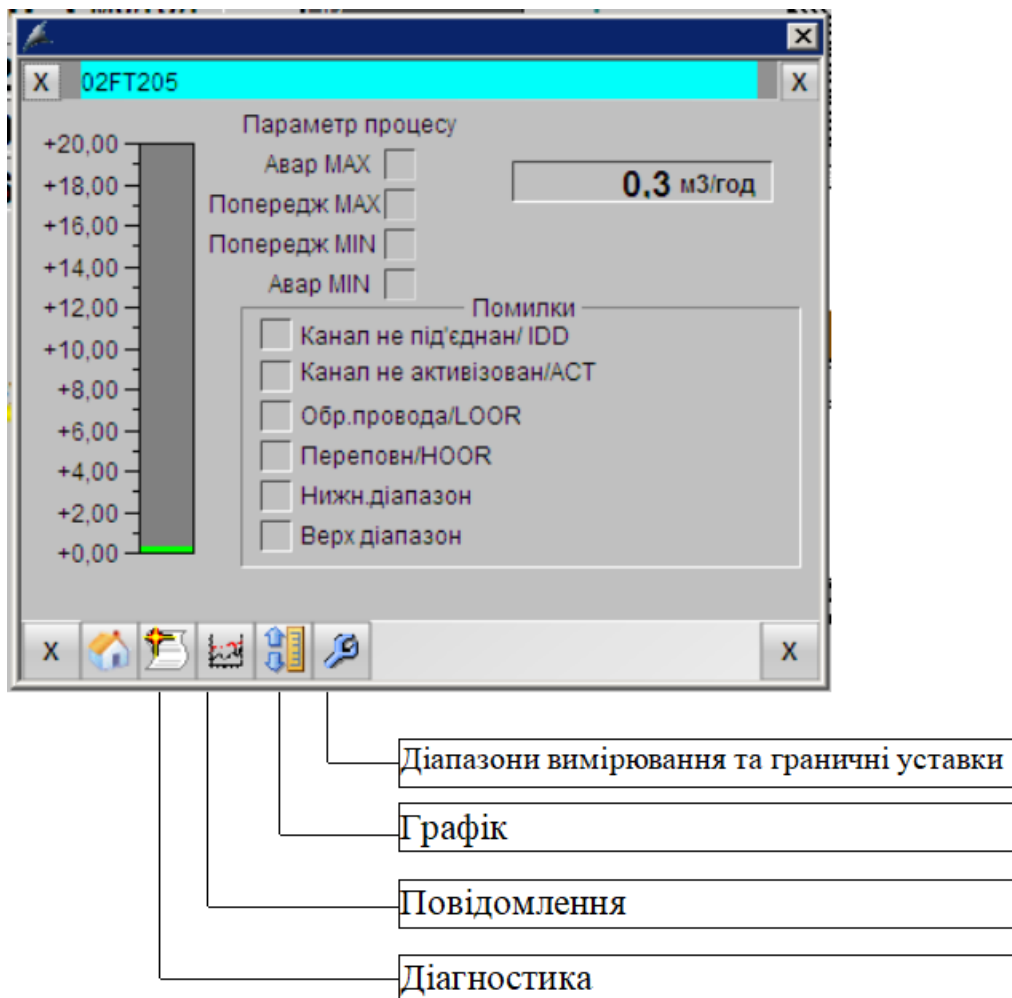 X
02FT205
X
Параметр процесу
+20,00
+18,00
+16,00
+14,00
+12,00
+10,00
+8,00
+6,00
+4,00
+2,00
+0,00
Авар MAX
Попередж MAX
Попередж MIN
Авар MIN
0,3 м3/год
Помилки
Канал не під'єднан/ IDD
Канал не активізован/ACT
Обр.провода/LOOR
Переповн/HOOR
Нижн.діапазон
Верх діапазон
X
X
Діапазони вимірювання та граничні уставки
Графік
Повідомлення
Діагностика